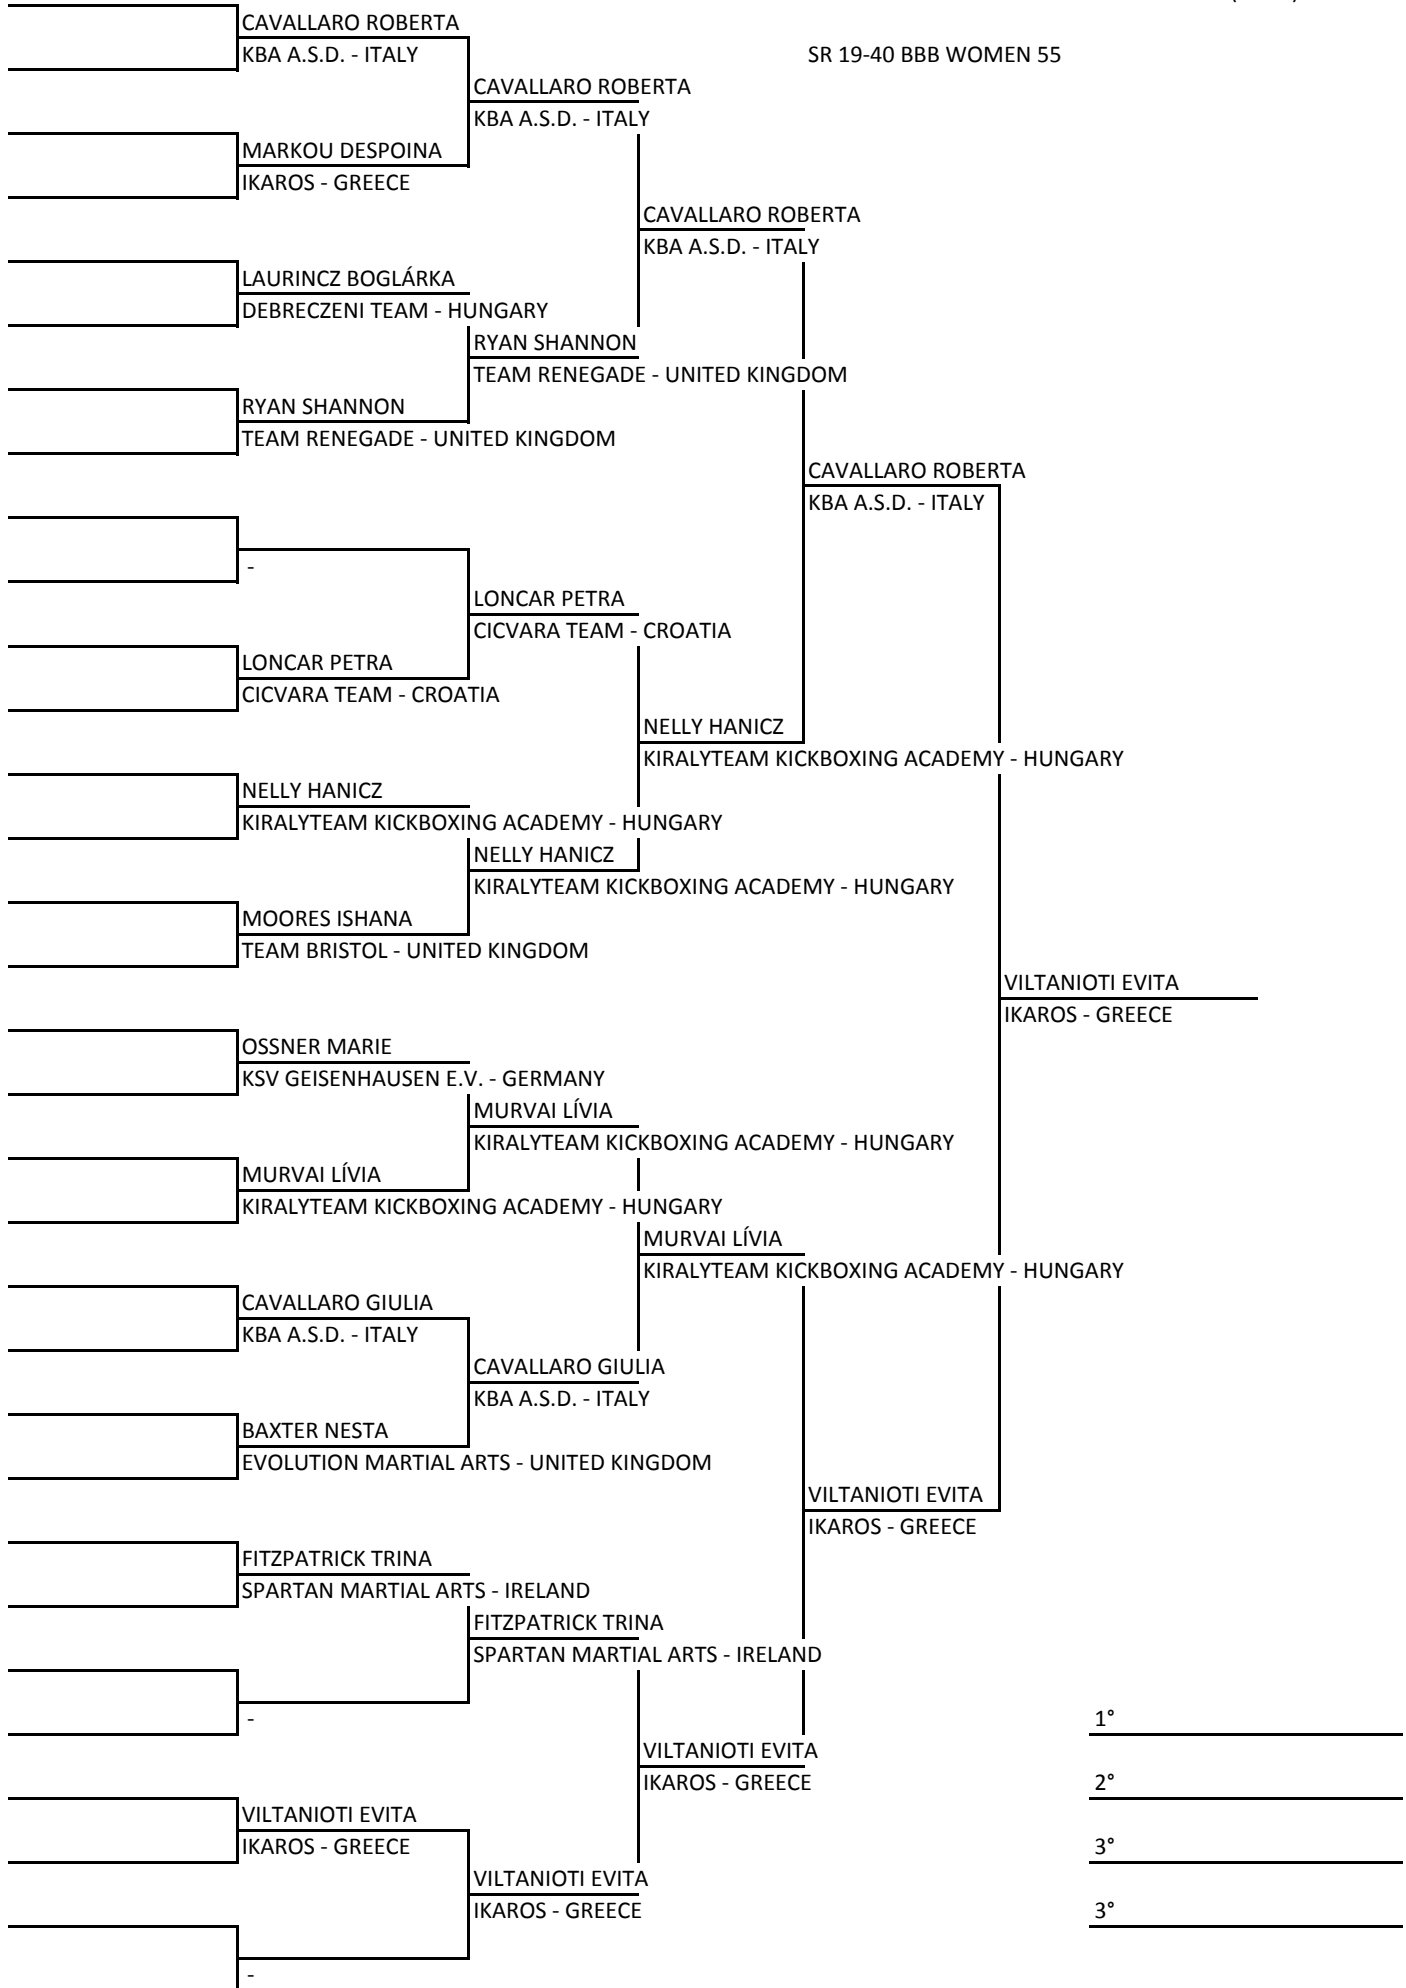 CAVALLARO ROBERTA
KBA A.S.D. - ITALY
SR 19-40 BBB WOMEN 55
CAVALLARO ROBERTA
KBA A.S.D. - ITALY
MARKOU DESPOINA
IKAROS - GREECE
CAVALLARO ROBERTA
KBA A.S.D. - ITALY
LAURINCZ BOGLÁRKA
DEBRECZENI TEAM - HUNGARY
RYAN SHANNON
TEAM RENEGADE - UNITED KINGDOM
RYAN SHANNON
TEAM RENEGADE - UNITED KINGDOM
CAVALLARO ROBERTA
KBA A.S.D. - ITALY
-
LONCAR PETRA
CICVARA TEAM - CROATIA
LONCAR PETRA
CICVARA TEAM - CROATIA
NELLY HANICZ
KIRALYTEAM KICKBOXING ACADEMY - HUNGARY
NELLY HANICZ
KIRALYTEAM KICKBOXING ACADEMY - HUNGARY
NELLY HANICZ
KIRALYTEAM KICKBOXING ACADEMY - HUNGARY
MOORES ISHANA
TEAM BRISTOL - UNITED KINGDOM
VILTANIOTI EVITA
IKAROS - GREECE
OSSNER MARIE
KSV GEISENHAUSEN E.V. - GERMANY
MURVAI LÍVIA
KIRALYTEAM KICKBOXING ACADEMY - HUNGARY
MURVAI LÍVIA
KIRALYTEAM KICKBOXING ACADEMY - HUNGARY
MURVAI LÍVIA
KIRALYTEAM KICKBOXING ACADEMY - HUNGARY
CAVALLARO GIULIA
KBA A.S.D. - ITALY
CAVALLARO GIULIA
KBA A.S.D. - ITALY
BAXTER NESTA
EVOLUTION MARTIAL ARTS - UNITED KINGDOM
VILTANIOTI EVITA
IKAROS - GREECE
FITZPATRICK TRINA
SPARTAN MARTIAL ARTS - IRELAND
FITZPATRICK TRINA
SPARTAN MARTIAL ARTS - IRELAND
-
1°
VILTANIOTI EVITA
IKAROS - GREECE
2°
VILTANIOTI EVITA
IKAROS - GREECE
3°
VILTANIOTI EVITA
IKAROS - GREECE
3°
-